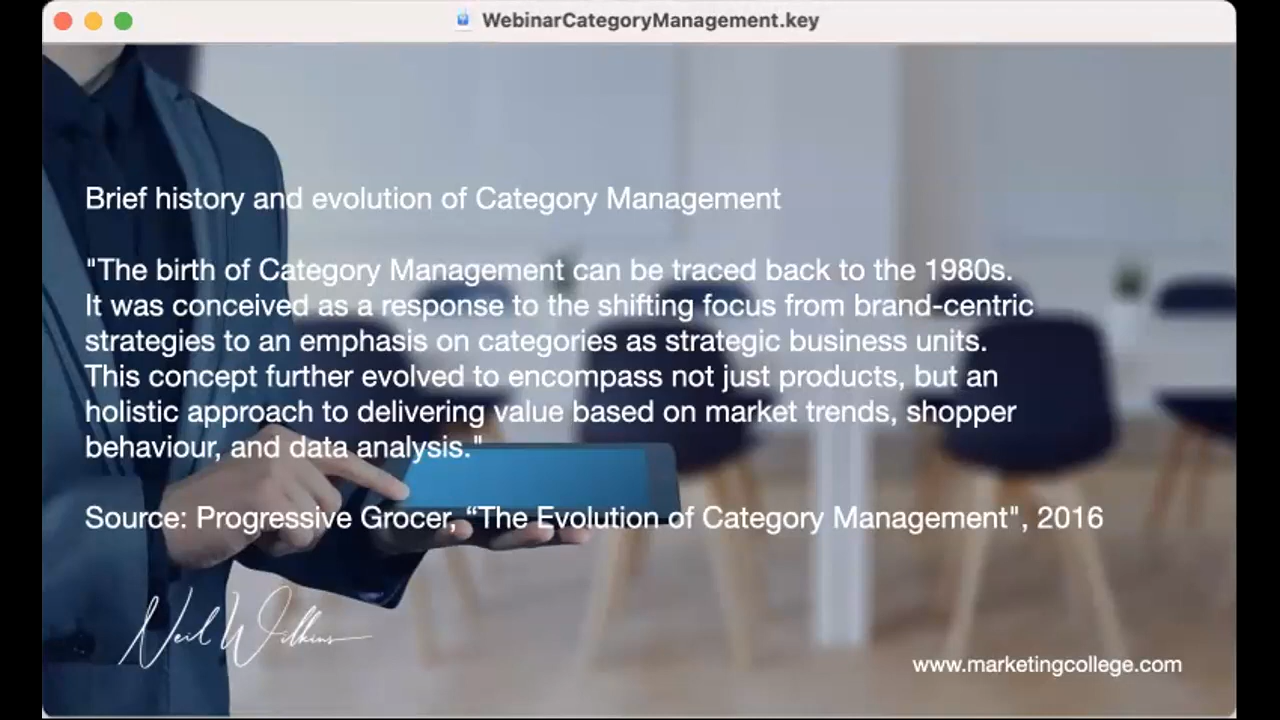 WebinarCategoryManagement.key
Brief history and evolution of Category Management
"The birth of Category Management can be traced back to the 1980s.
It was conceived as a response to the shifting focus from brand-centric
strategies to an emphasis on categories as strategic business units.
This concept further evolved to encompass not just products, but an
holistic approach to delivering value based on market trends, shopper
behaviour, and data analysis."
Source: Progressive Grocer, “The Evolution of Category Management", 2016
Neil Wilkins
www.marketingcollege.com